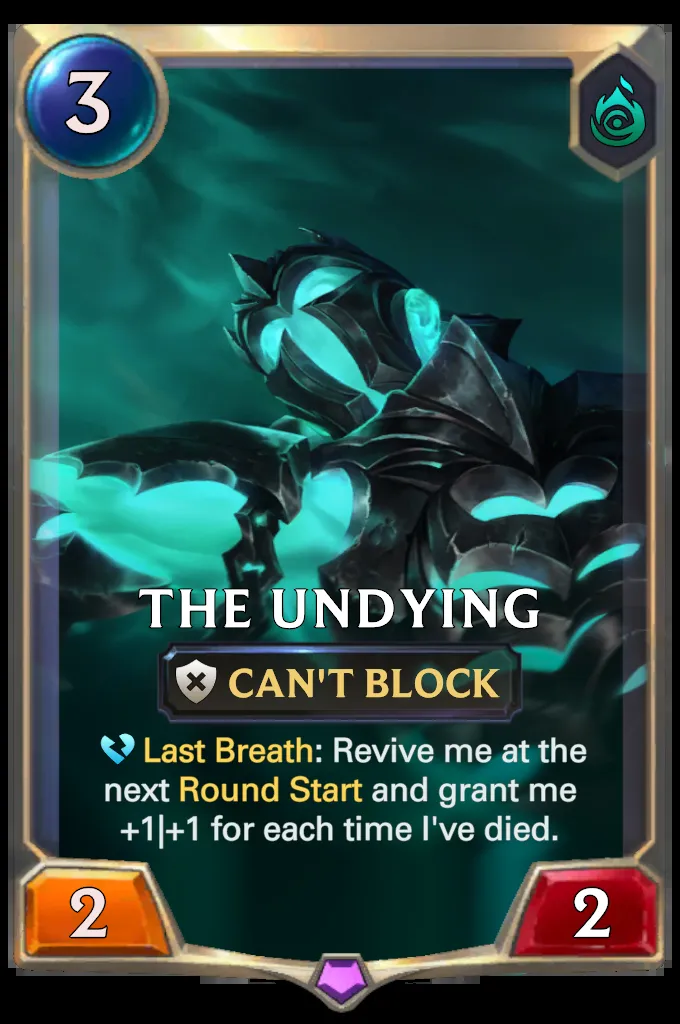 3
THE UNDYING
CAN'T BLOCK
Last Breath: Revive me at the
next Round Start and grant me
+1|+1 for each time I've died.
2
2